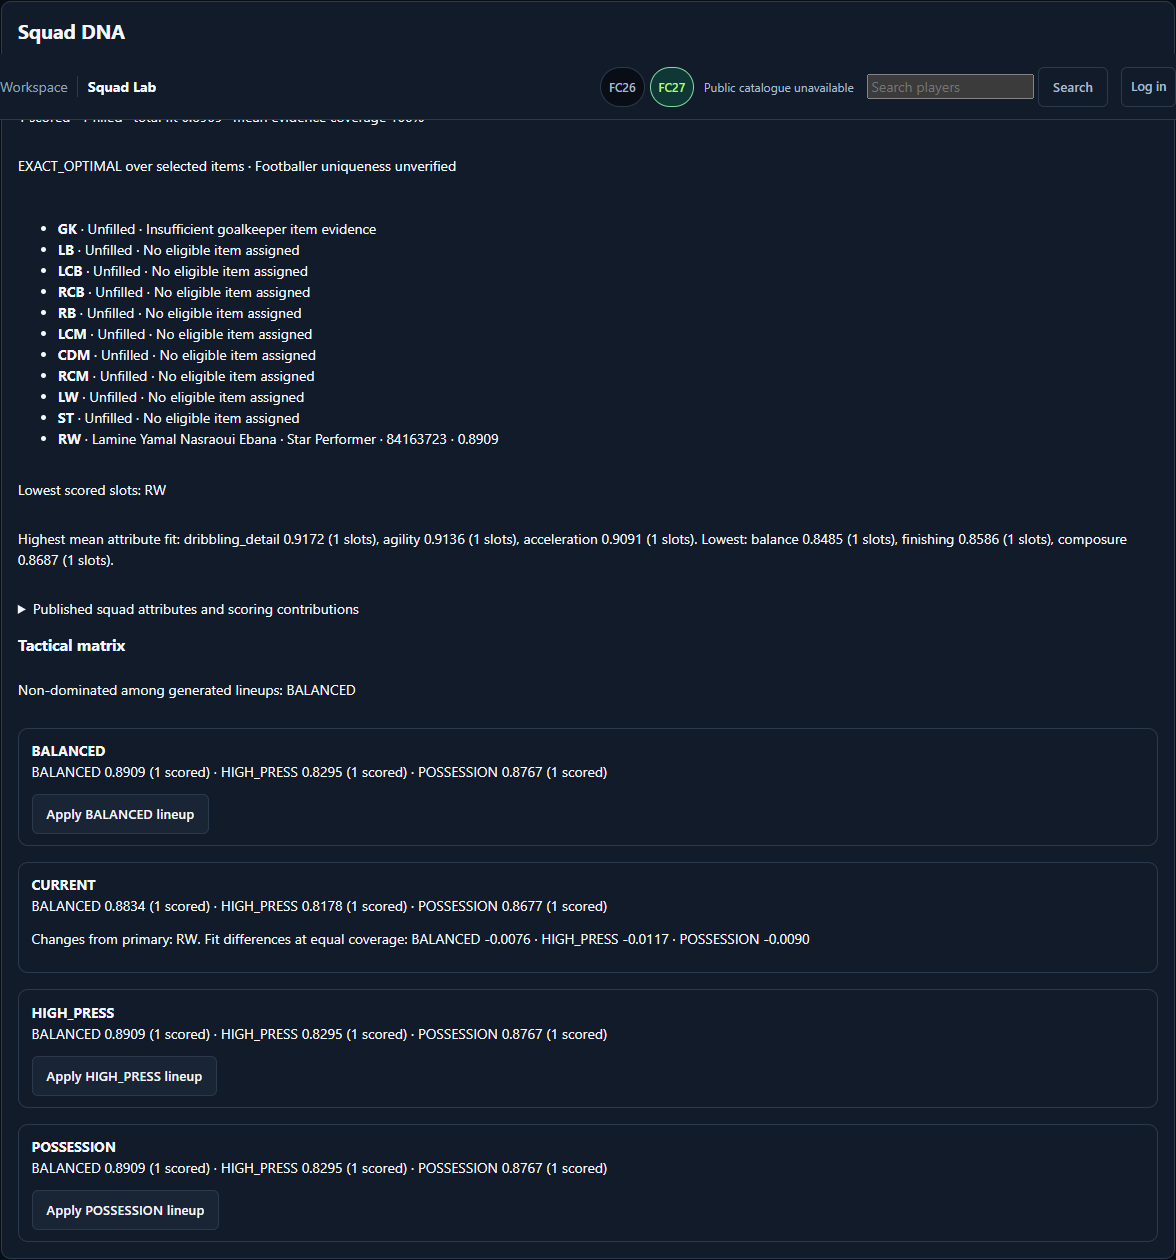 Squad DNA
Workspace
Squad Lab
FC26
FC27
Public catalogue unavailable
Search players
Search
Log in
EXACT_OPTIMAL over selected items · Footballer uniqueness unverified
• GK · Unfilled · Insufficient goalkeeper item evidence
• LB · Unfilled · No eligible item assigned
• LCB · Unfilled · No eligible item assigned
• RCB · Unfilled · No eligible item assigned
• RB · Unfilled · No eligible item assigned
• LCM · Unfilled · No eligible item assigned
• CDM · Unfilled · No eligible item assigned
• RCM · Unfilled · No eligible item assigned
• LW · Unfilled · No eligible item assigned
• ST · Unfilled · No eligible item assigned
• RW · Lamine Yamal Nasraoui Ebana · Star Performer · 84163723 · 0.8909
Lowest scored slots: RW
Highest mean attribute fit: dribbling_detail 0.9172 (1 slots), agility 0.9136 (1 slots), acceleration 0.9091 (1 slots). Lowest: balance 0.8485 (1 slots), finishing 0.8586 (1 slots), composure
0.8687 (1 slots).
▶ Published squad attributes and scoring contributions
Tactical matrix
Non-dominated among generated lineups: BALANCED
BALANCED
BALANCED 0.8909 (1 scored) · HIGH_PRESS 0.8295 (1 scored) · POSSESSION 0.8767 (1 scored)
Apply BALANCED lineup
CURRENT
BALANCED 0.8834 (1 scored) · HIGH_PRESS 0.8178 (1 scored) · POSSESSION 0.8677 (1 scored)
Changes from primary: RW. Fit differences at equal coverage: BALANCED -0.0076 · HIGH_PRESS -0.0117 · POSSESSION -0.0090
HIGH_PRESS
BALANCED 0.8909 (1 scored) · HIGH_PRESS 0.8295 (1 scored) · POSSESSION 0.8767 (1 scored)
Apply HIGH_PRESS lineup
POSSESSION
BALANCED 0.8909 (1 scored) · HIGH_PRESS 0.8295 (1 scored) · POSSESSION 0.8767 (1 scored)
Apply POSSESSION lineup